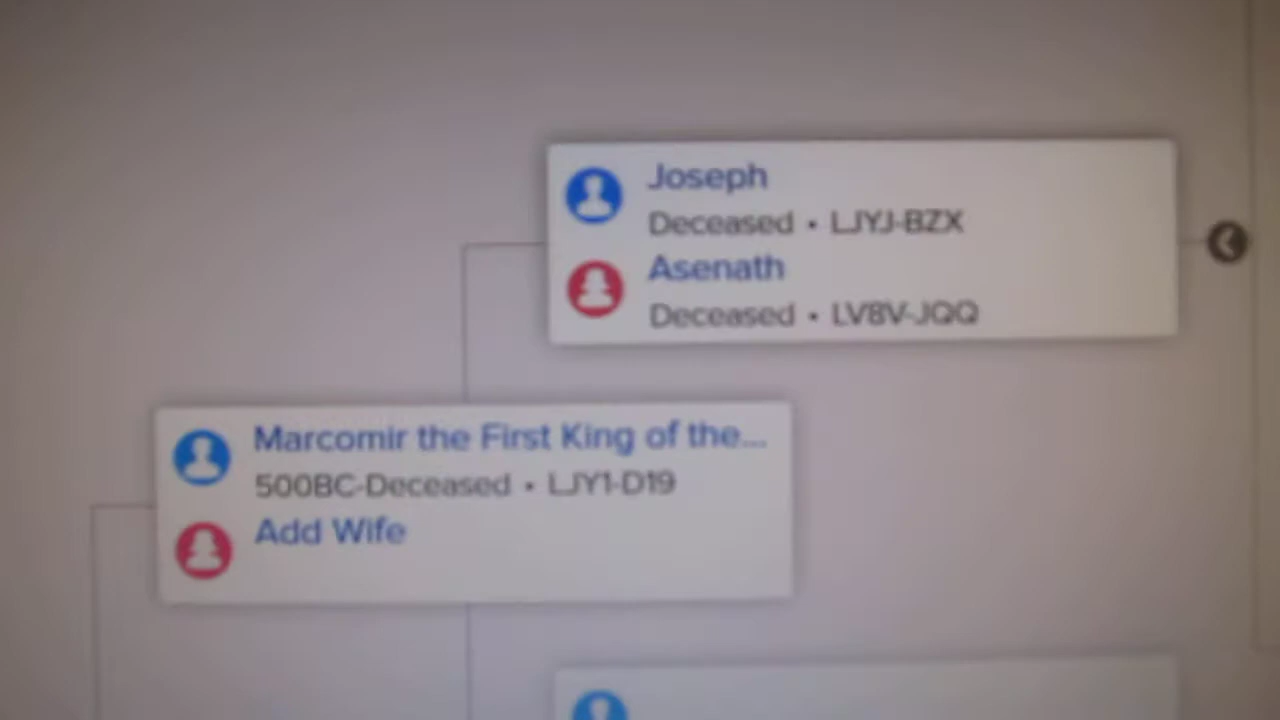 Joseph
Deceased • LJYJ-BZX
Asenath
Deceased • LV8V-JQQ
Marcomir the First King of the...
500BC-Deceased • LJY1-D19
Add Wife